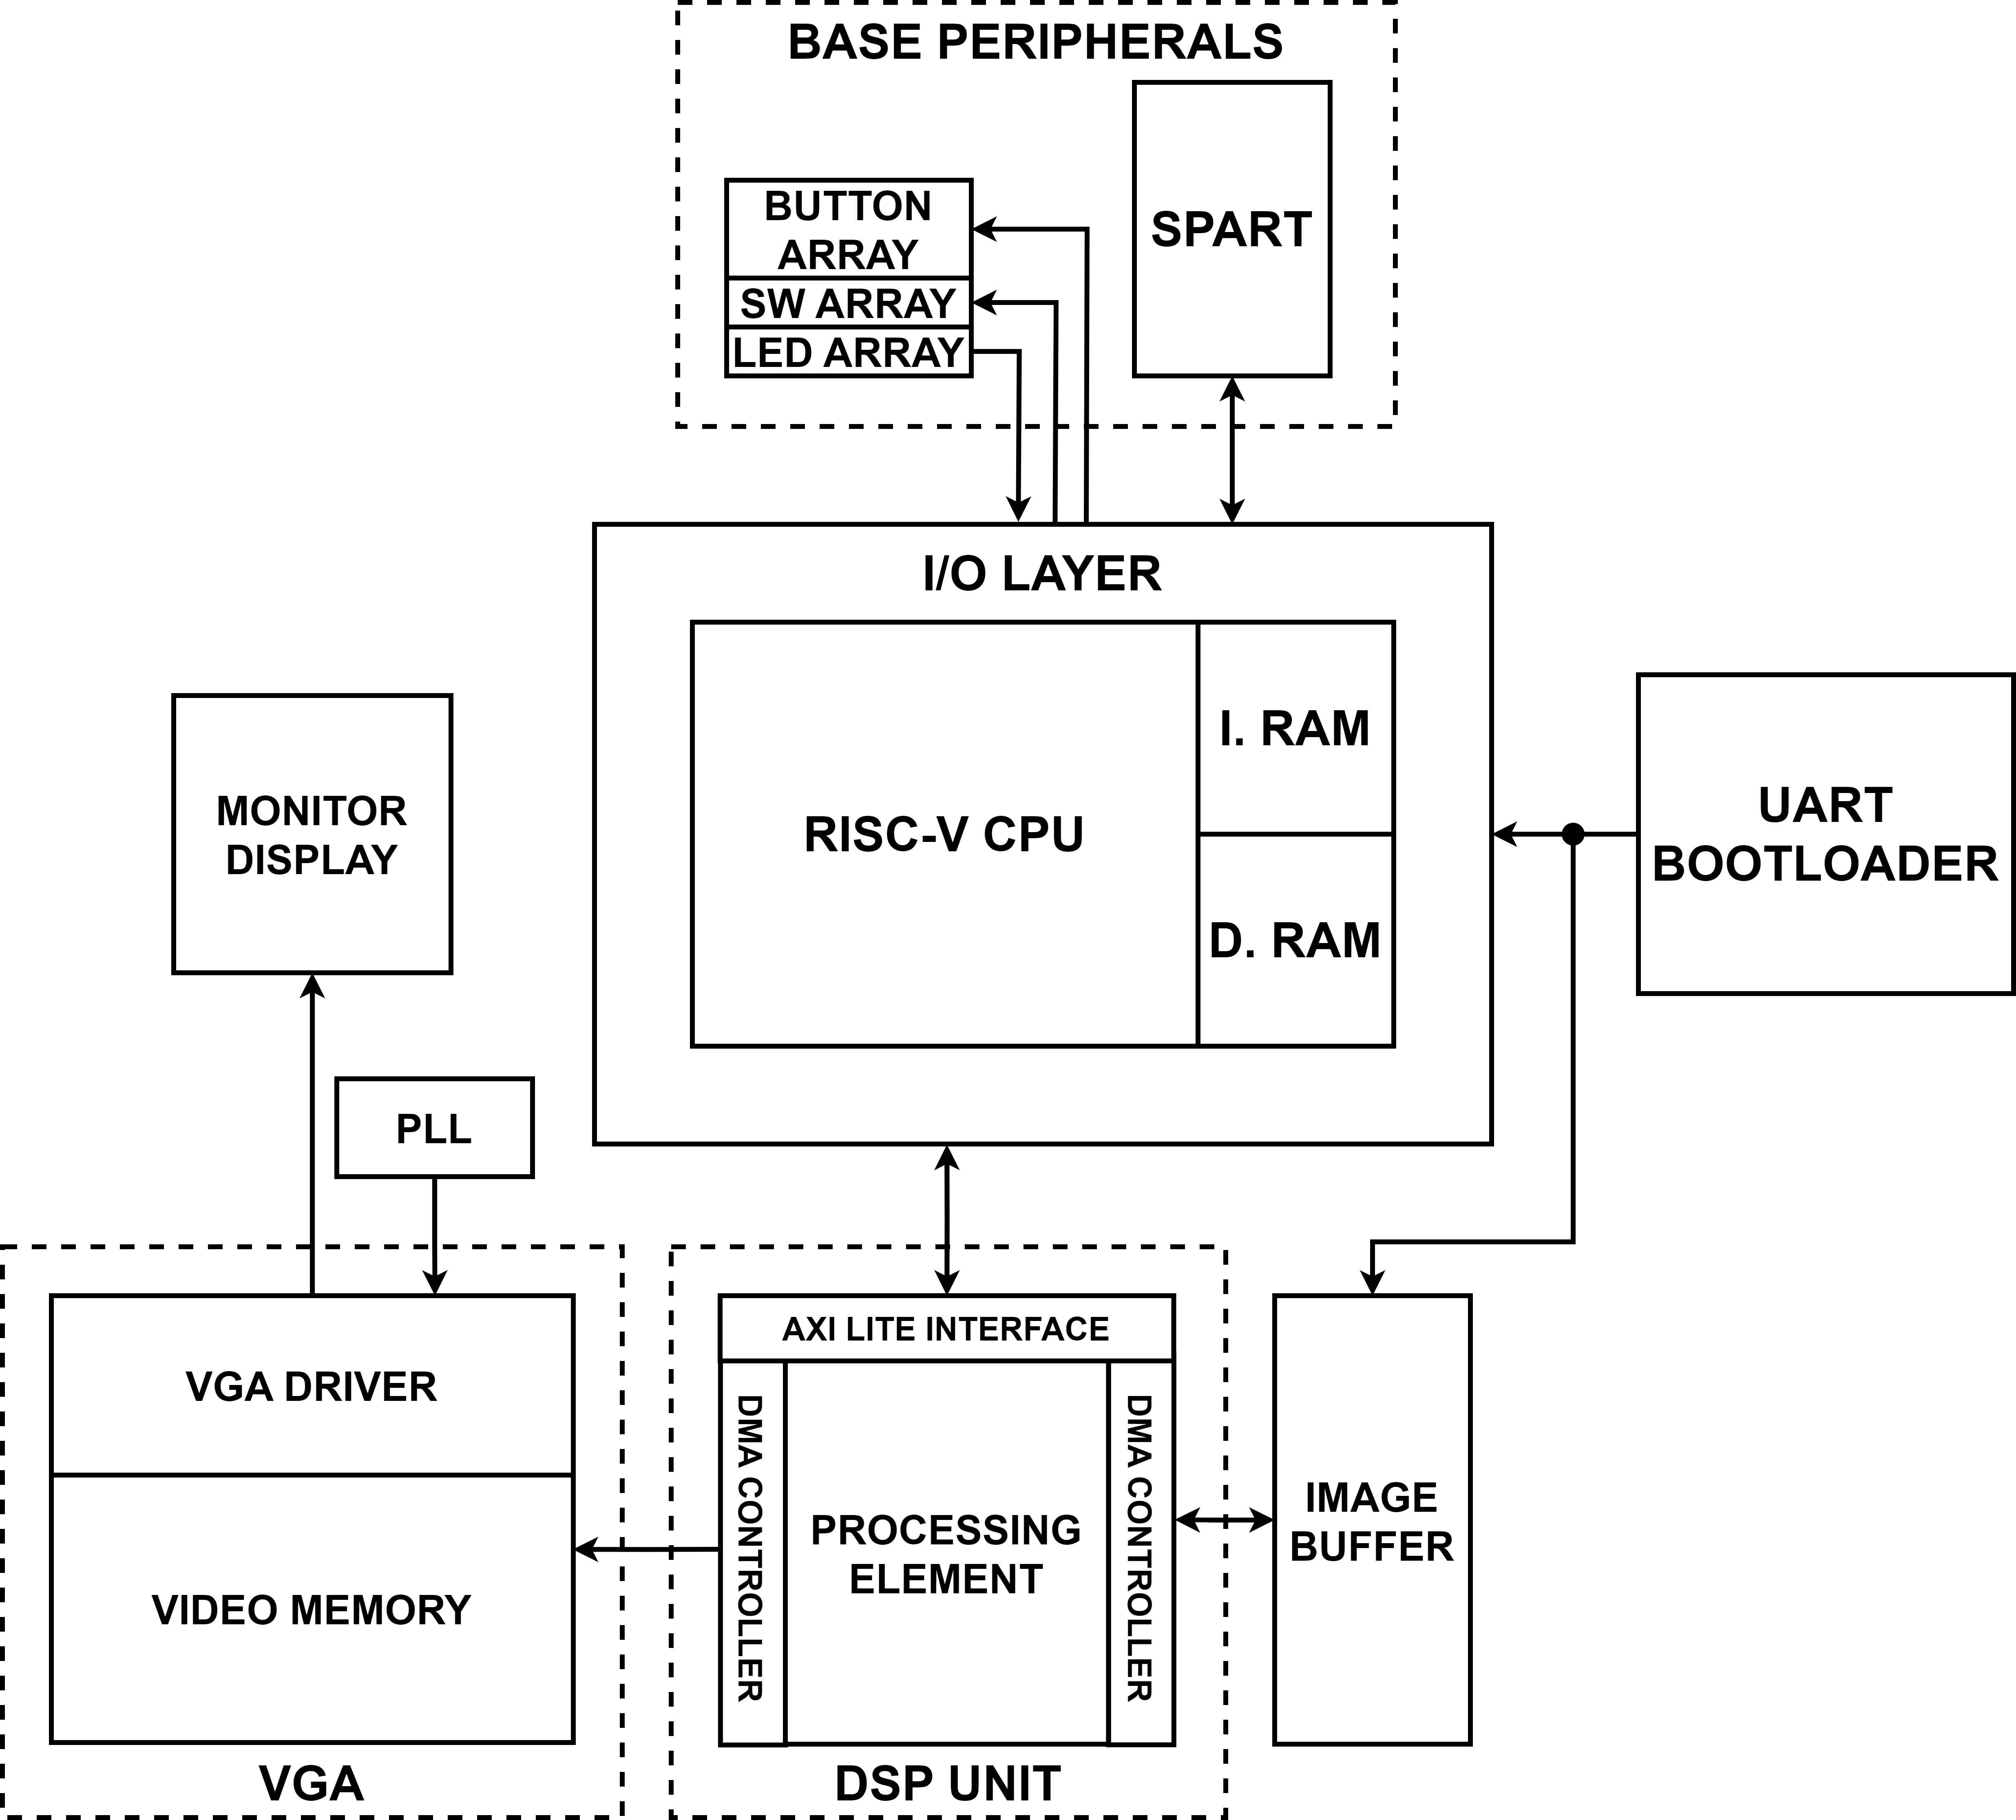 BASE PERIPHERALS
BUTTON
ARRAY
SW ARRAY
LED ARRAY
SPART
I/O LAYER
RISC-V CPU
I. RAM
D. RAM
UART
BOOTLOADER
MONITOR
DISPLAY
PLL
VGA DRIVER
VIDEO MEMORY
VGA
AXI LITE INTERFACE
DMA CONTROLLER
PROCESSING
ELEMENT
DMA CONTROLLER
DSP UNIT
IMAGE
BUFFER